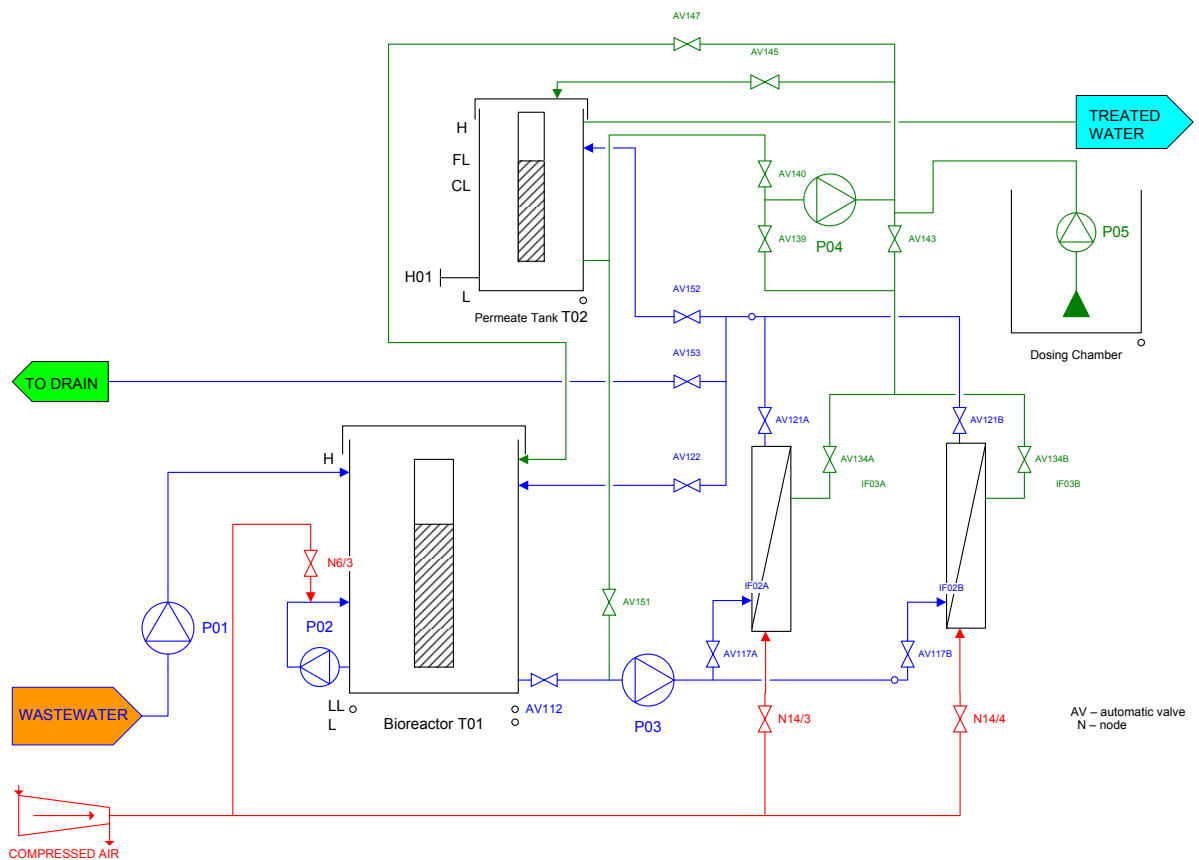 AV147
AV145
TREATED
WATER
H
FL
CL
AV140
P04
AV139
AV143
P05
H01
L
Permeate Tank T02
AV152
Dosing Chamber
AV153
TO DRAIN
AV121A
AV121B
H
AV122
AV134A
AV134B
IF03A
IF03B
N6/3
IF02A
IF02B
AV151
P01
P02
AV117A
AV117B
WASTEWATER
LL
L
Bioreactor T01
AV112
P03
N14/3
N14/4
AV – automatic valve
N – node
COMPRESSED AIR